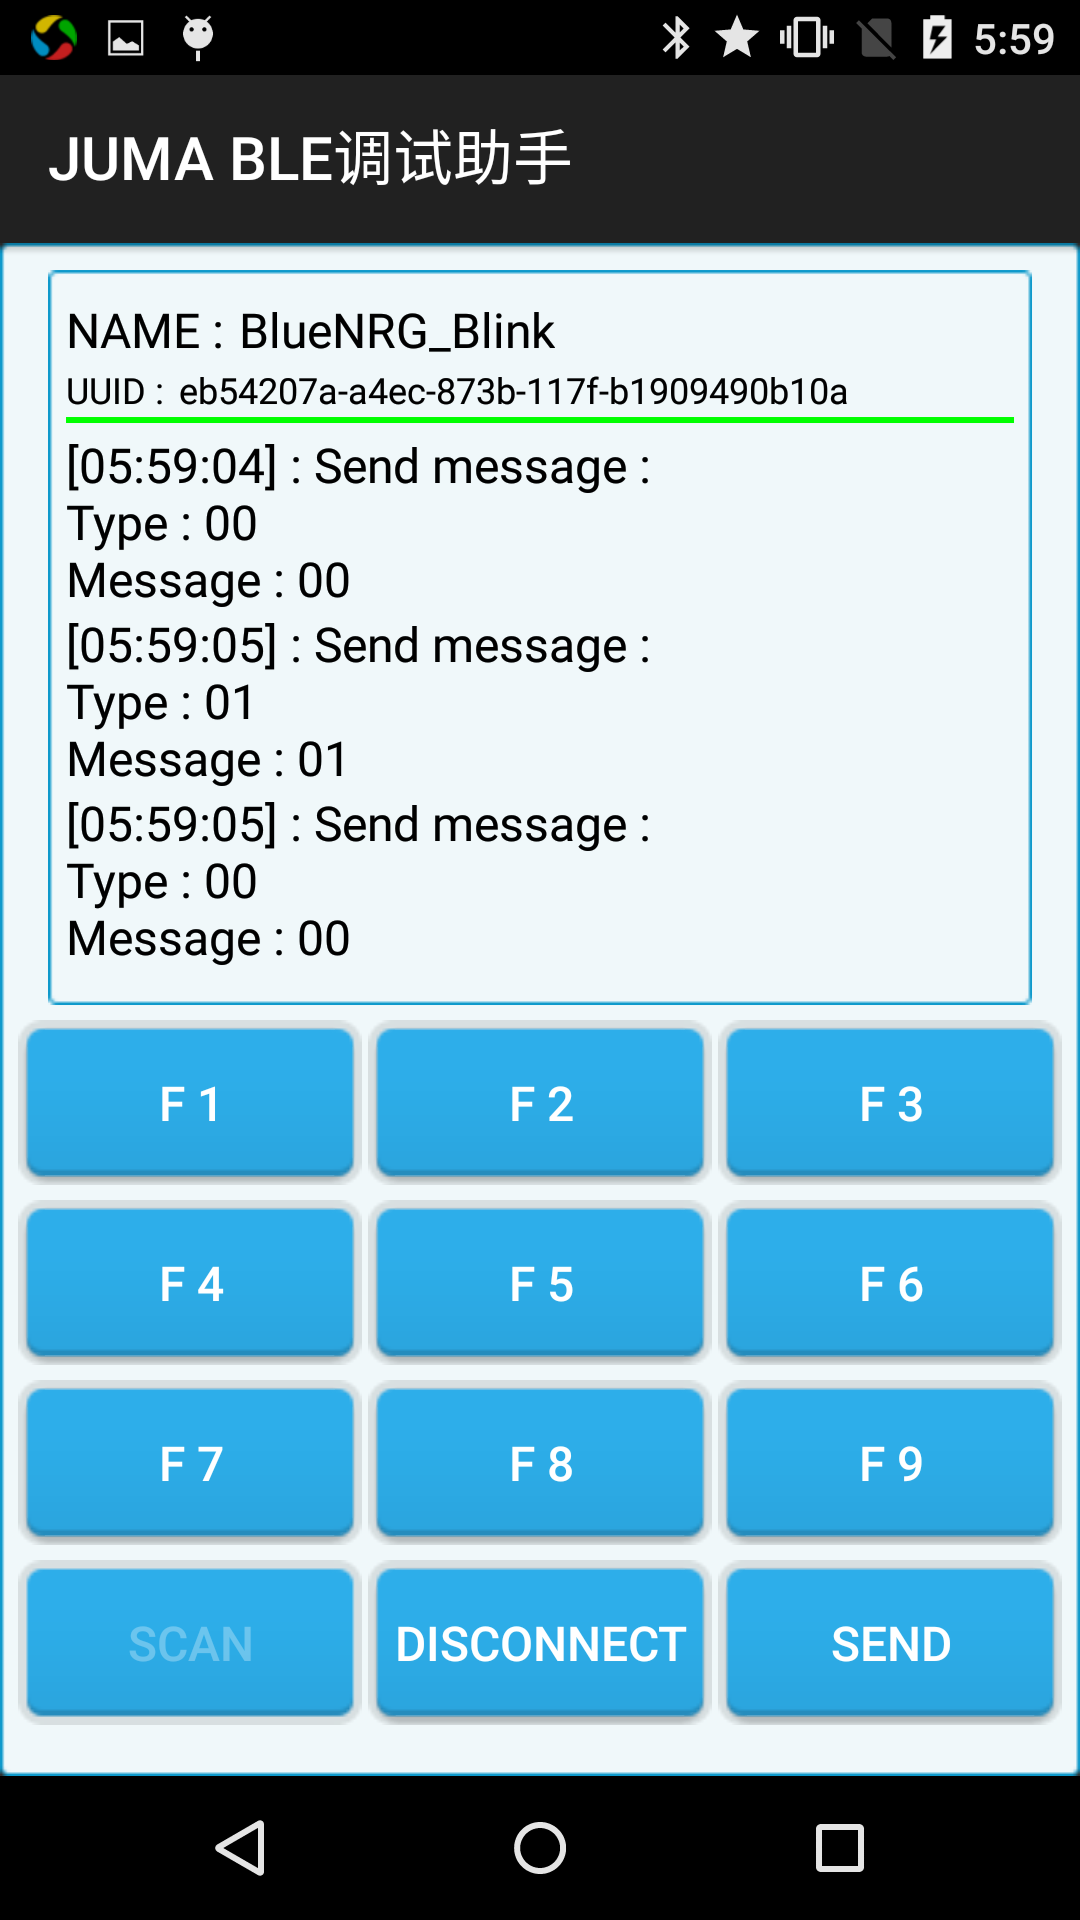 5:59
JUMA BLE调试助手
NAME : BlueNRG_Blink
UUID : eb54207a-a4ec-873b-117f-b1909490b10a
[05:59:04] : Send message :
Type : 00
Message : 00
[05:59:05] : Send message :
Type : 01
Message : 01
[05:59:05] : Send message :
Type : 00
Message : 00
F 1 F 2 F 3
F 4 F 5 F 6
F 7 F 8 F 9
SCAN DISCONNECT SEND